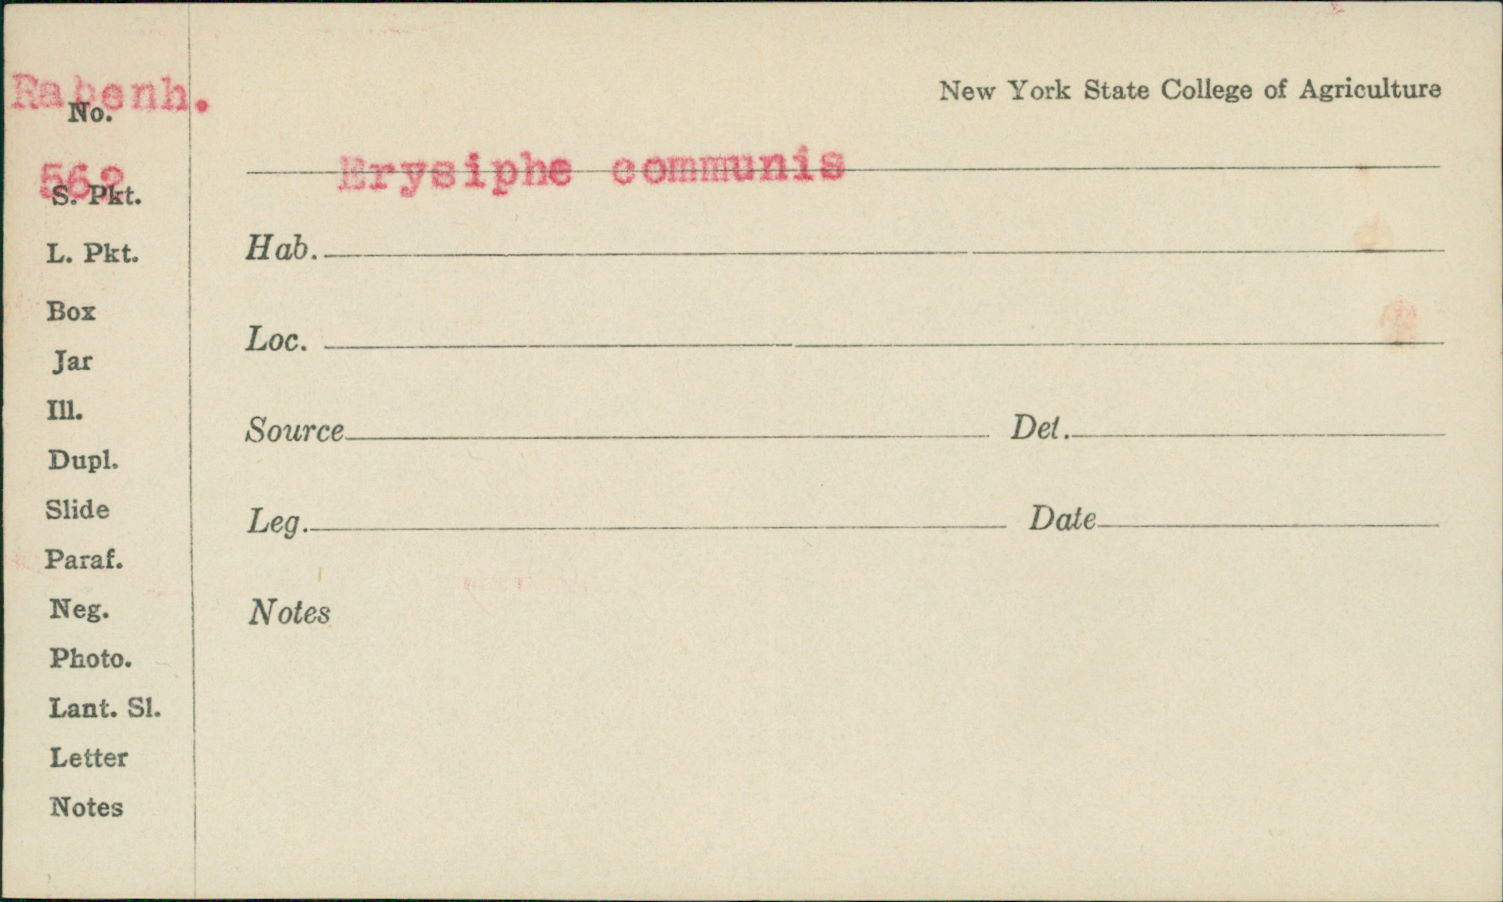 Rabenh.
No.
New York State College of Agriculture
562
S. Pkt.
Erysiphe communis
L. Pkt.
Hab.
Box
Loc.
Jar
Ill.
Source
Det.
Dupl.
Slide
Leg.
Date
Paraf.
Neg.
Notes
Photo.
Lant. Sl.
Letter
Notes